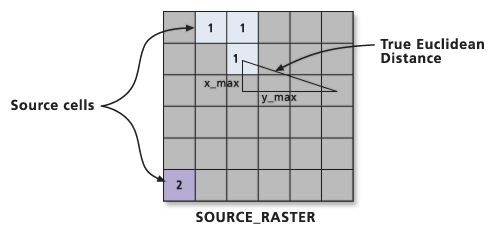 1 1
True Euclidean
Distance
1
x_max
y_max
Source cells
2
SOURCE_RASTER